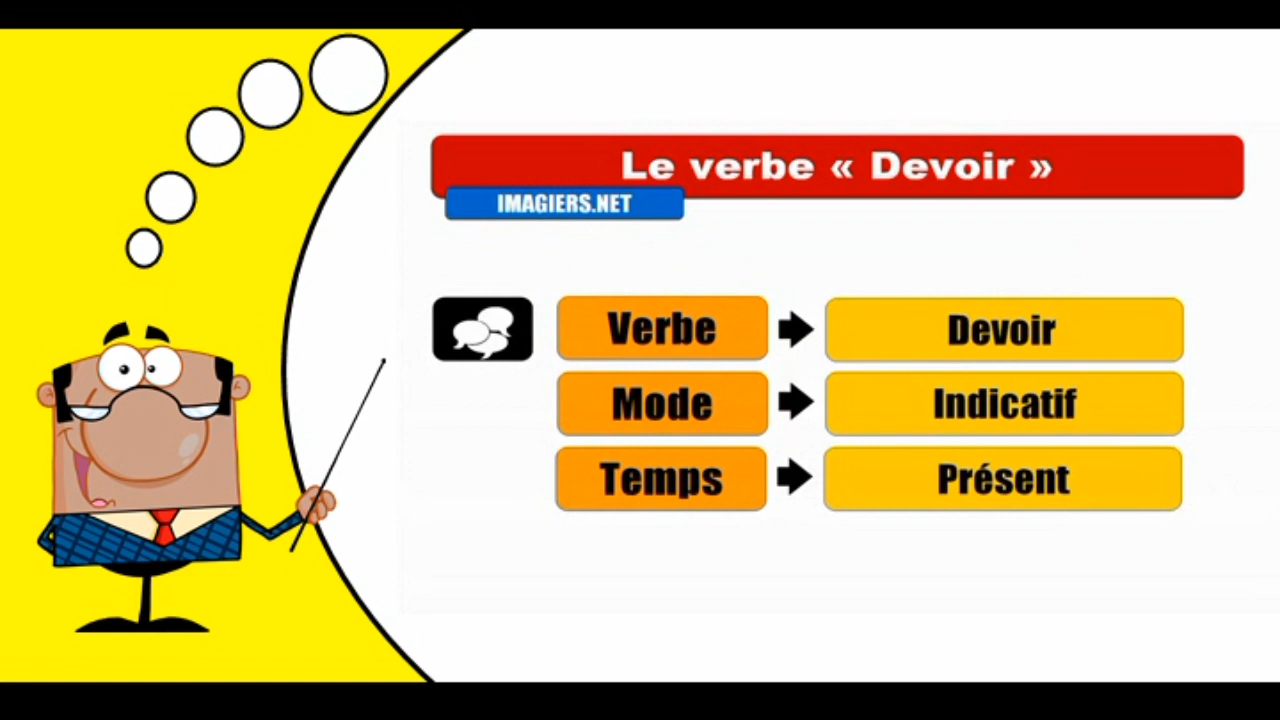 Le verbe « Devoir »
IMAGIERS.NET
Verbe Devoir
Mode Indicatif
Temps Présent